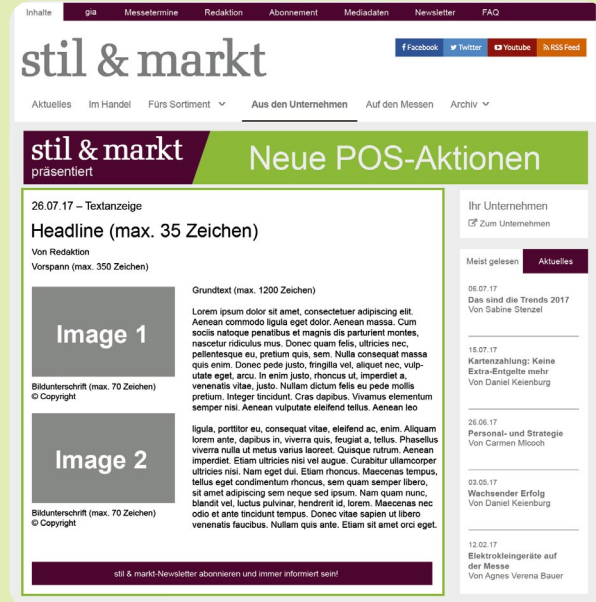 Inhalte gia Messetermine Redaktion Abonnement Mediadaten Newsletter FAQ
stil & markt
Facebook Twitter Youtube RSS Feed
Aktuelles Im Handel Fürs Sortiment Aus den Unternehmen Auf den Messen Archiv
stil & markt
präsentiert
Neue POS-Aktionen
26.07.17 – Textanzeige
Headline (max. 35 Zeichen)
Von Redaktion
Vorspann (max. 350 Zeichen)
Image 1
Bildunterschrift (max. 70 Zeichen)
© Copyright
Image 2
Bildunterschrift (max. 70 Zeichen)
© Copyright
Grundtext (max. 1200 Zeichen)
Lorem ipsum dolor sit amet, consectetuer adipiscing elit.
Aenean commodo ligula eget dolor. Aenean massa. Cum
sociis natoque penatibus et magnis dis parturient montes,
nascetur ridiculus mus. Donec quam felis, ultricies nec,
pellentesque eu, pretium quis, sem. Nulla consequat massa
quis enim. Donec pede justo, fringilla vel, aliquet nec, vulp-
utate eget, arcu. In enim justo, rhoncus ut, imperdiet a,
venenatis vitae, justo. Nullam dictum felis eu pede mollis
pretium. Integer tincidunt. Cras dapibus. Vivamus elementum
semper nisi. Aenean vulputate eleifend tellus. Aenean leo
ligula, porttitor eu, consequat vitae, eleifend ac, enim. Aliquam
lorem ante, dapibus in, viverra quis, feugiat a, tellus. Phasellus
viverra nulla ut metus varius laoreet. Quisque rutrum. Aenean
imperdiet. Etiam ultricies nisi vel augue. Curabitur ullamcorper
ultricies nisi. Nam eget dui. Etiam rhoncus. Maecenas tempus,
tellus eget condimentum rhoncus, sem quam semper libero,
sit amet adipiscing sem neque sed ipsum. Nam quam nunc,
blandit vel, luctus pulvinar, hendrerit id, lorem. Maecenas nec
odio et ante tincidunt tempus. Donec vitae sapien ut libero
venenatis faucibus. Nullam quis ante. Etiam sit amet orci eget.
stil & markt-Newsletter abonnieren und immer informiert sein!
Ihr Unternehmen
Zum Unternehmen
Meist gelesen Aktuelles
06.07.17
Das sind die Trends 2017
Von Sabine Stenzel
15.07.17
Kartenzahlung: Keine
Extra-Entgelte mehr
Von Daniel Keienburg
26.06.17
Personal- und Strategie
Von Carmen Mlcoch
03.05.17
Wachsender Erfolg
Von Daniel Keienburg
12.02.17
Elektrokleingeräte auf
der Messe
Von Agnes Verena Bauer